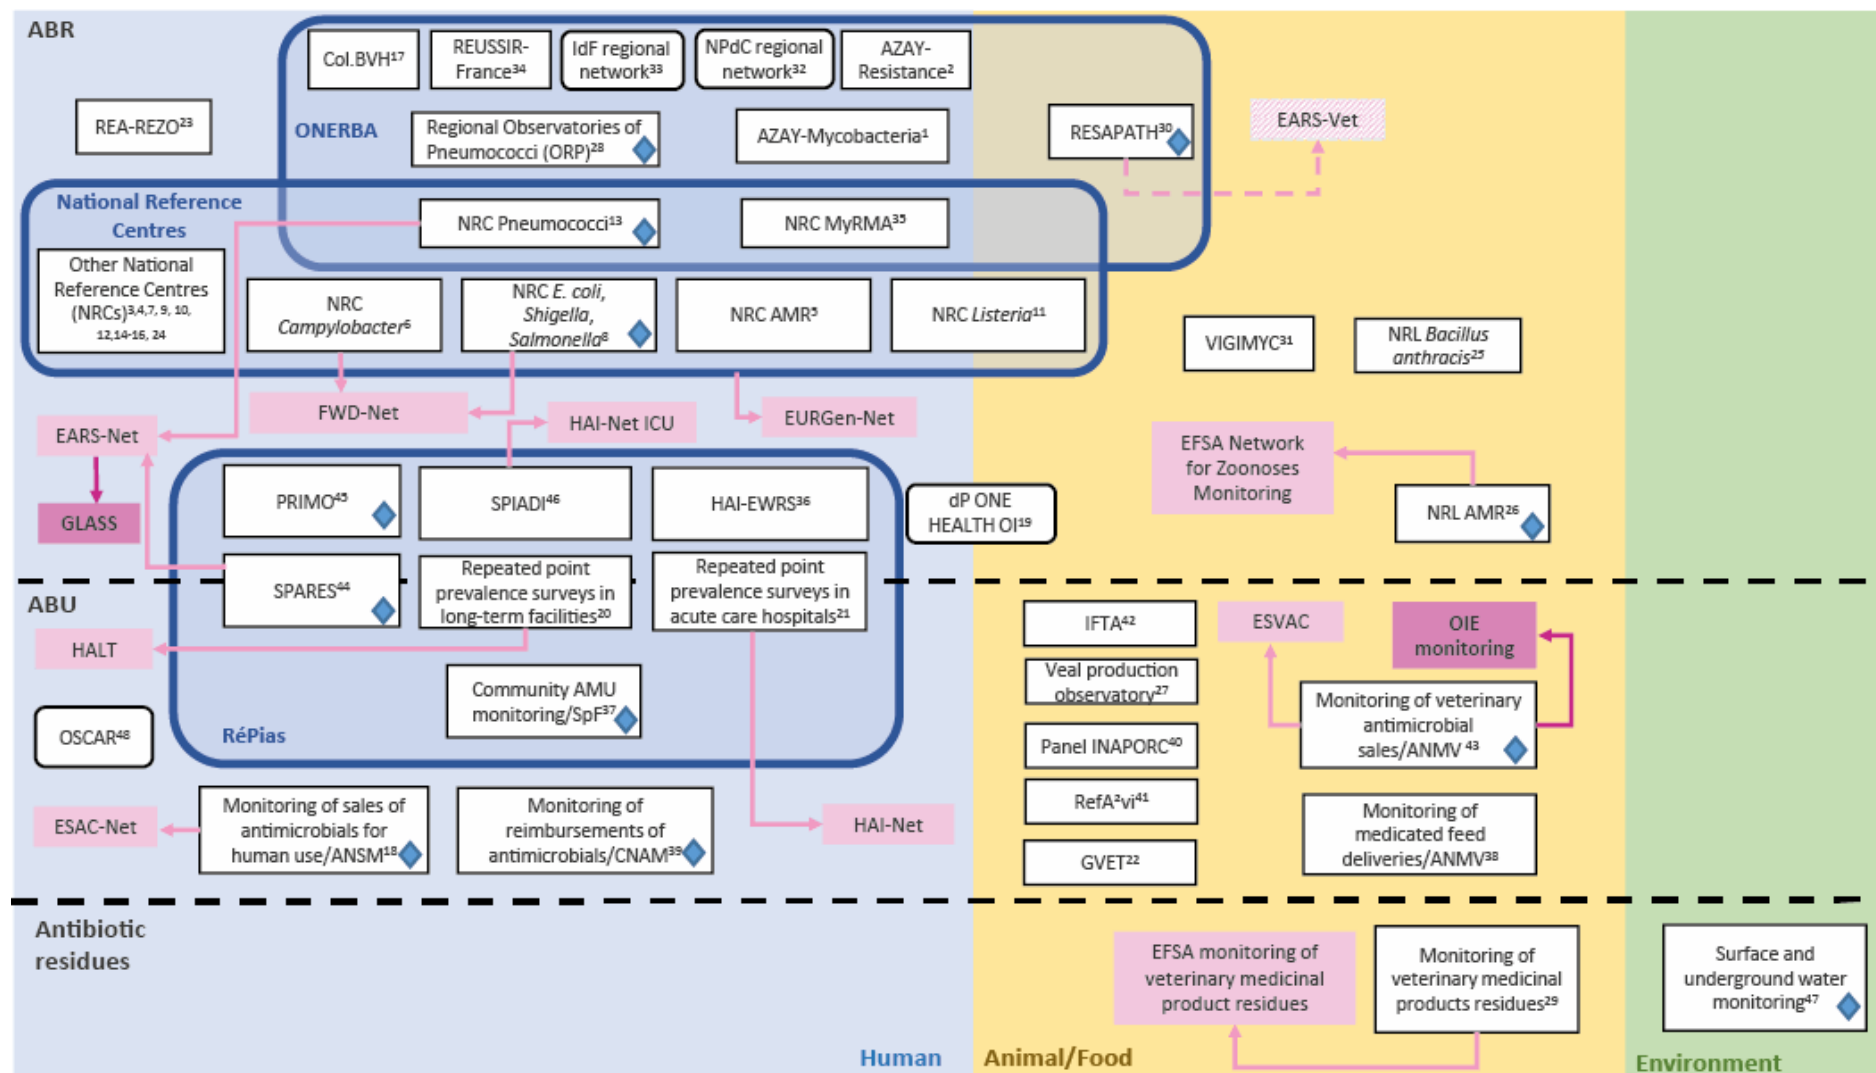 ABR
Col.BVH¹⁷
REUSSIR-
France³⁴
IdF regional
network³³
NPdC regional
network³²
AZAY-
Resistance²
REA-REZO²³
ONERBA
Regional Observatories of
Pneumococci (ORP)²⁸
AZAY-Mycobacteria¹
RESAPATH³⁰
EARS-Vet
National Reference
Centres
NRC Pneumococci¹³
NRC MyRMA³⁵
Other National
Reference Centres
(NRCs)³,⁴,⁷, ⁹, ¹⁰,
¹²,¹⁴⁻¹⁶, ²⁴
NRC
Campylobacter⁶
NRC E. coli,
Shigella,
Salmonella⁸
NRC AMR⁵
NRC Listeria¹¹
VIGIMYC³¹
NRL Bacillus
anthracis²⁵
FWD-Net
HAI-Net ICU
EURGen-Net
EARS-Net
EFSA Network
for Zoonoses
Monitoring
GLASS
PRIMO⁴⁵
SPIADI⁴⁶
HAI-EWRS³⁶
dP ONE
HEALTH OI¹⁹
NRL AMR²⁶
SPARES⁴⁴
Repeated point
prevalence surveys in
long-term facilities²⁰
Repeated point
prevalence surveys in
acute care hospitals²¹
ABU
HALT
IFTA⁴²
ESVAC
OIE
monitoring
Veal production
observatory²⁷
Community AMU
monitoring/SpF³⁷
Monitoring of veterinary
antimicrobial
sales/ANMV ⁴³
OSCAR⁴⁸
RéPias
Panel INAPORC⁴⁰
RefA²vi⁴¹
ESAC-Net
Monitoring of sales of
antimicrobials for
human use/ANSM¹⁸
Monitoring of
reimbursements of
antimicrobials/CNAM³⁹
HAI-Net
GVET²²
Monitoring of
medicated feed
deliveries/ANMV³⁸
Antibiotic
residues
EFSA monitoring of
veterinary medicinal
product residues
Monitoring of
veterinary medicinal
products residues²⁹
Surface and
underground water
monitoring⁴⁷
Human
Animal/Food
Environment